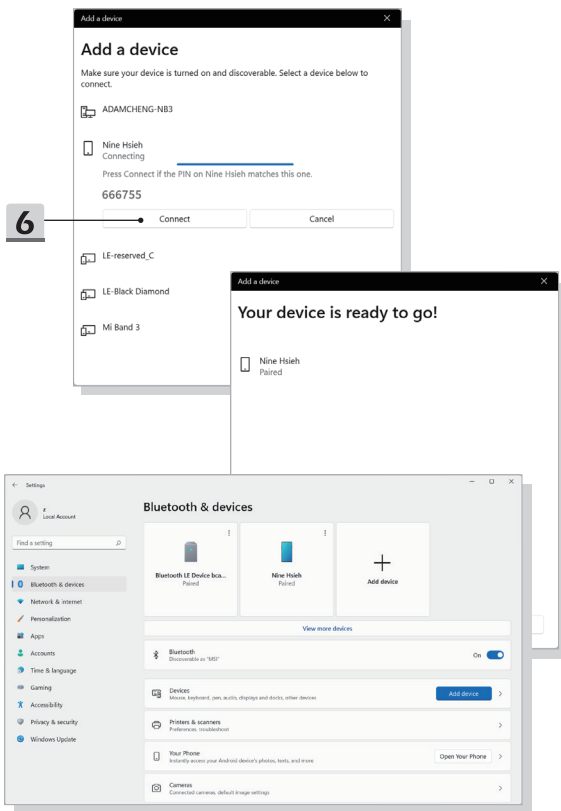 Add a device
Add a device
Make sure your device is turned on and discoverable. Select a device below to
connect.
ADAMCHENG-NB3
Nine Hsieh
Connecting
Press Connect if the PIN on Nine Hsieh matches this one.
666755
6
Connect
Cancel
LE-reserved_C
LE-Black Diamond
Mi Band 3
Add a device
Your device is ready to go!
Nine Hsieh
Paired
Settings
Local Account
Find a setting
System
Bluetooth & devices
Network & internet
Personalization
Apps
Accounts
Time & language
Gaming
Accessibility
Privacy & security
Windows Update
Bluetooth & devices
Bluetooth LE Device bca...
Paired
Nine Hsieh
Paired
Add device
View more devices
Bluetooth
Discoverable as "MSI"
On
Devices
Mouse, keyboard, pen, audio, displays and docks, other devices
Add device
Printers & scanners
Preferences, troubleshoot
Your Phone
Instantly access your Android device's photos, texts, and more
Open Your Phone
Cameras
Connected cameras, default image settings